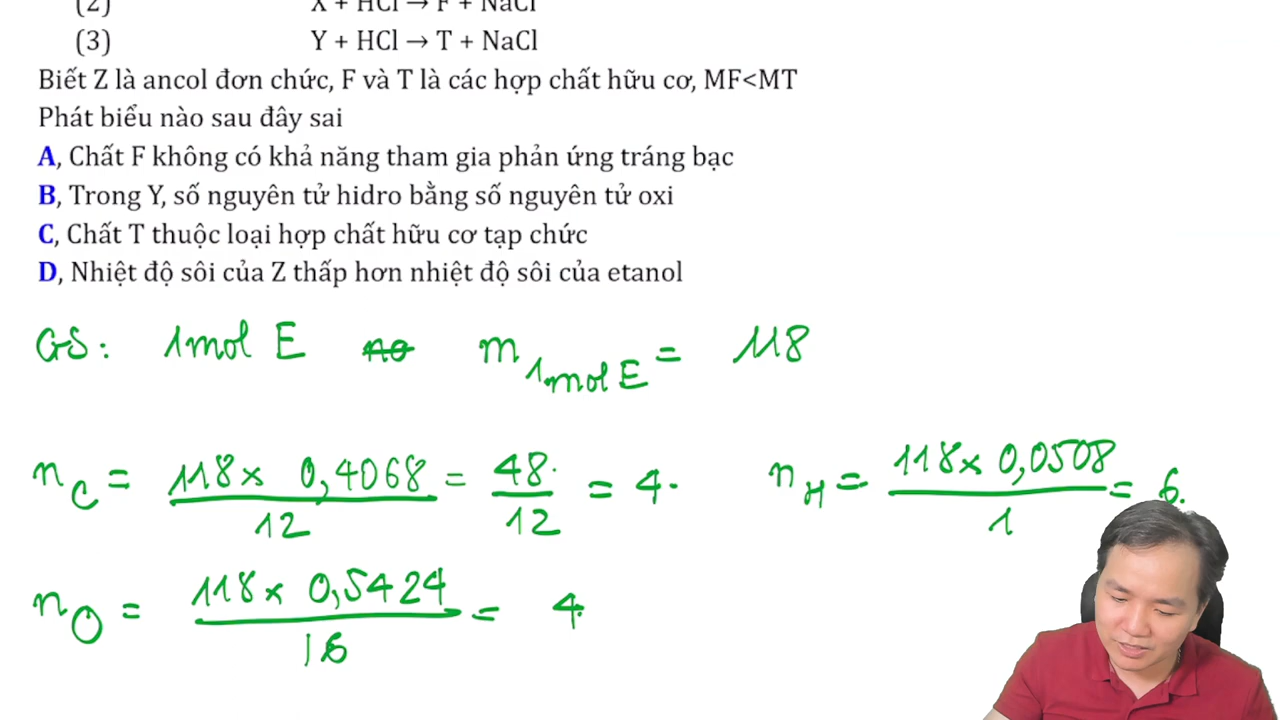 (2) X + HCl → F + NaCl
(3) Y + HCl → T + NaCl
Biết Z là ancol đơn chức, F và T là các hợp chất hữu cơ, MF<MT
Phát biểu nào sau đây sai
A, Chất F không có khả năng tham gia phản ứng tráng bạc
B, Trong Y, số nguyên tử hidro bằng số nguyên tử oxi
C, Chất T thuộc loại hợp chất hữu cơ tạp chức
D, Nhiệt độ sôi của Z thấp hơn nhiệt độ sôi của etanol
GS: 1mol E m 1mol E = 118
n C = 118 x 0,4068 / 12 = 48 / 12 = 4. n H = 118 x 0,0508 / 1 = 6.
n O = 118 x 0,5424 / 16 = 4.